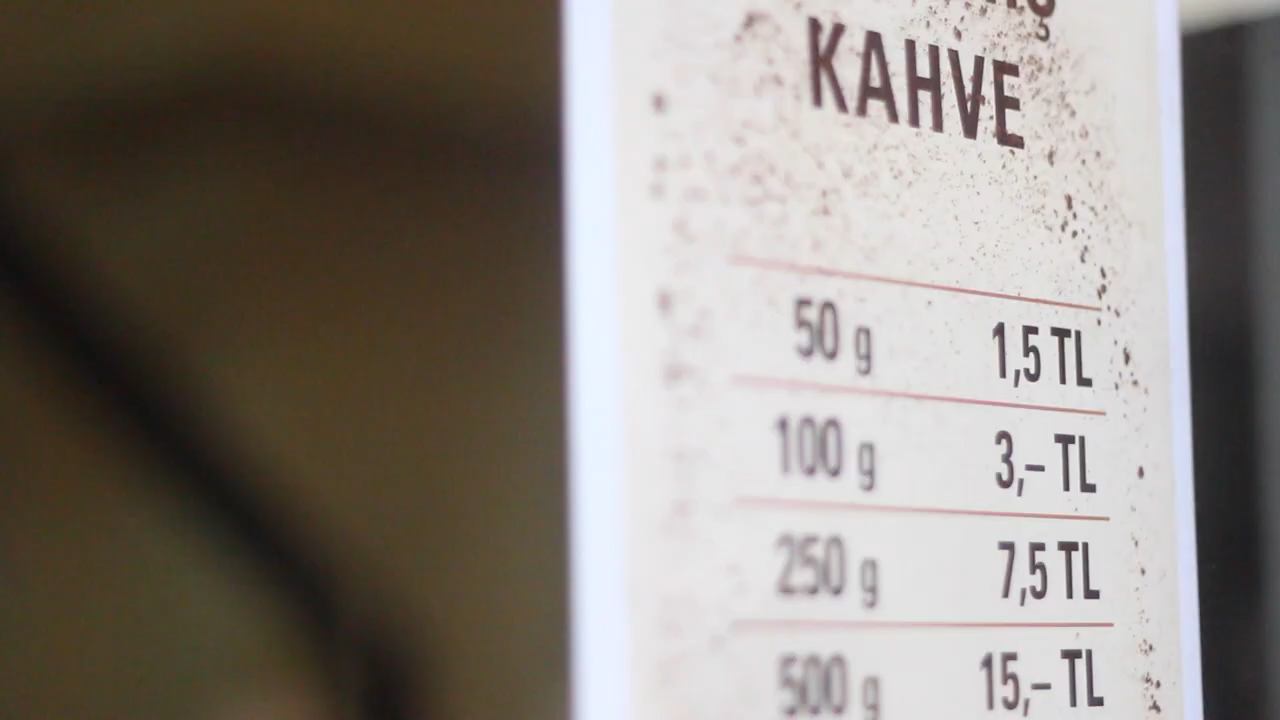 KAHVE
50 g 1,5 TL
100 g 3,– TL
250 g 7,5 TL
500 g 15,– TL